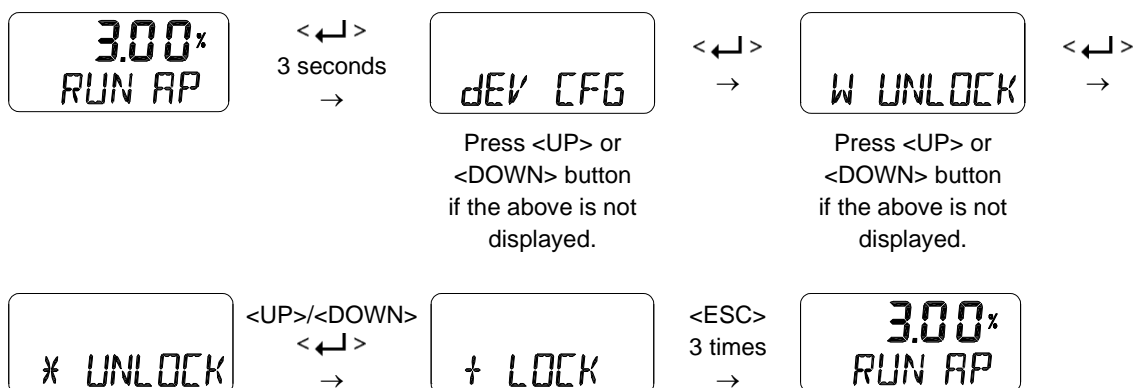 3.00%
RUN AP
<↵>
3 seconds
→
dEV CFG
Press <UP> or
<DOWN> button
if the above is not
displayed.
<↵>
→
W UNLOCK
Press <UP> or
<DOWN> button
if the above is not
displayed.
<↵>
→
* UNLOCK
<UP>/<DOWN>
<↵>
→
+ LOCK
<ESC>
3 times
→
3.00%
RUN AP